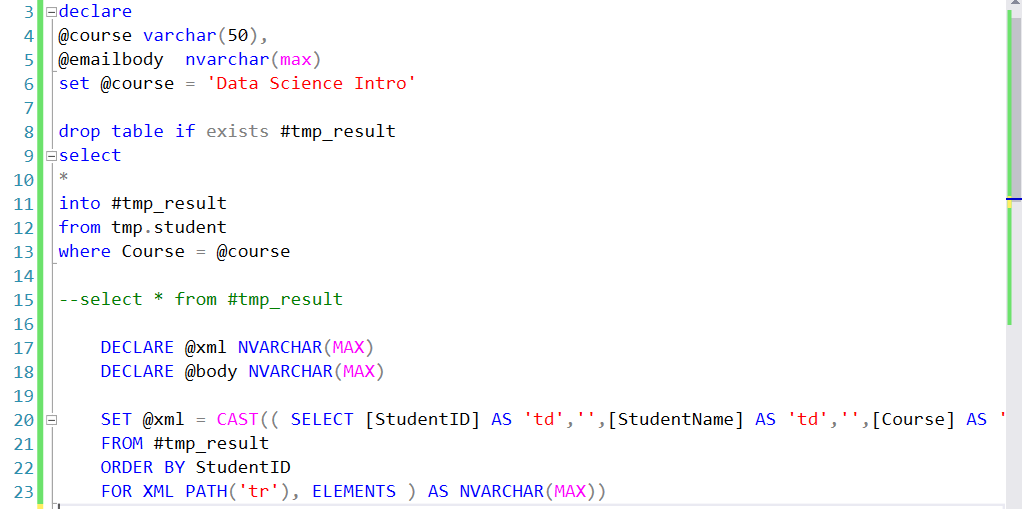 3 declare
4 @course varchar(50),
5 @emailbody  nvarchar(max)
6 set @course = 'Data Science Intro'
7
8 drop table if exists #tmp_result
9 select
10 *
11 into #tmp_result
12 from tmp.student
13 where Course = @course
14
15 --select * from #tmp_result
16
17     DECLARE @xml NVARCHAR(MAX)
18     DECLARE @body NVARCHAR(MAX)
19
20     SET @xml = CAST(( SELECT [StudentID] AS 'td','',[StudentName] AS 'td','',[Course] AS '
21     FROM #tmp_result
22     ORDER BY StudentID
23     FOR XML PATH('tr'), ELEMENTS ) AS NVARCHAR(MAX))